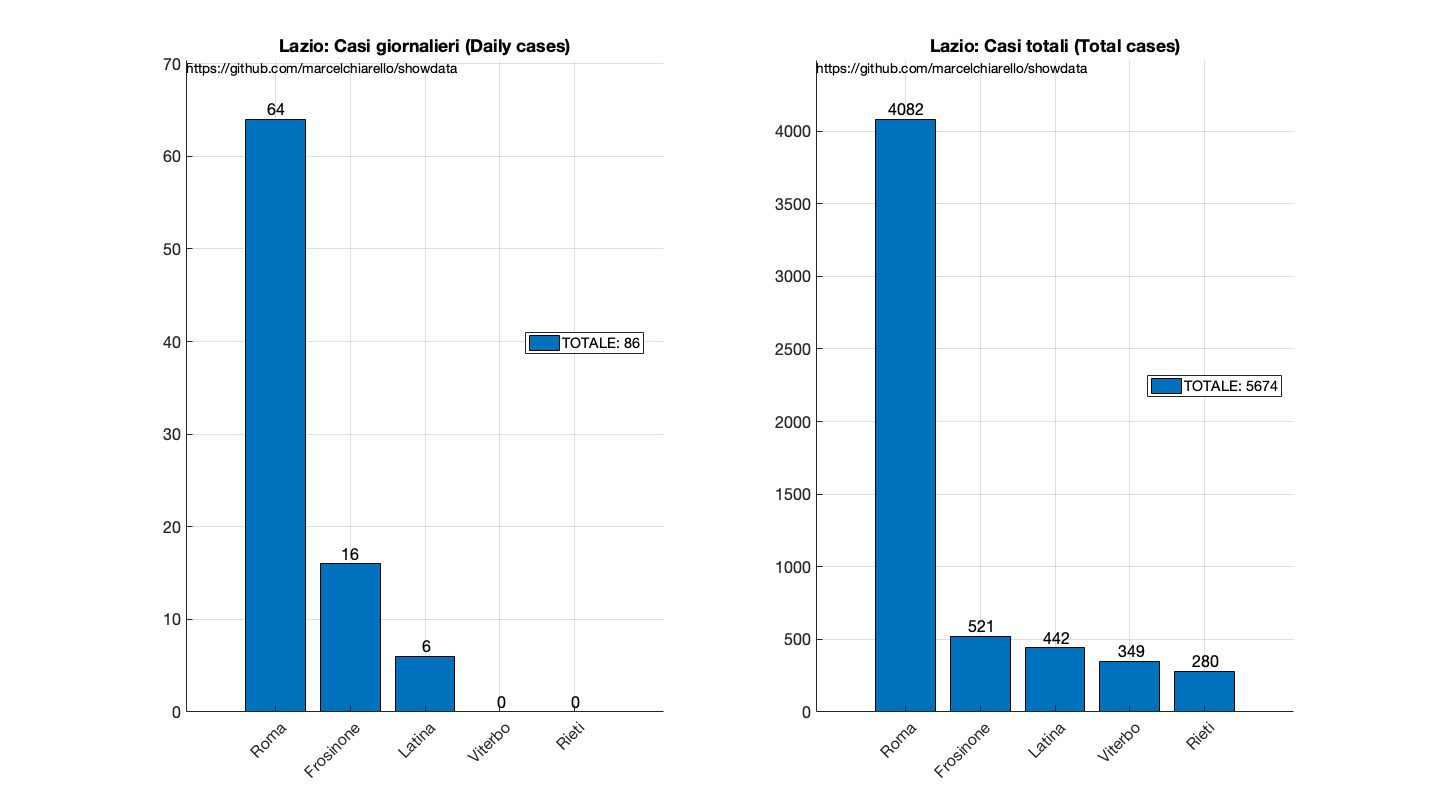 Lazio: Casi giornalieri (Daily cases)
https://github.com/marcelchiarello/showdata
70
60
50
40
30
20
10
0
64
16
6
0
0
TOTALE: 86
Roma
Frosinone
Latina
Viterbo
Rieti
Lazio: Casi totali (Total cases)
https://github.com/marcelchiarello/showdata
4000
3500
3000
2500
2000
1500
1000
500
0
4082
521
442
349
280
TOTALE: 5674
Roma
Frosinone
Latina
Viterbo
Rieti